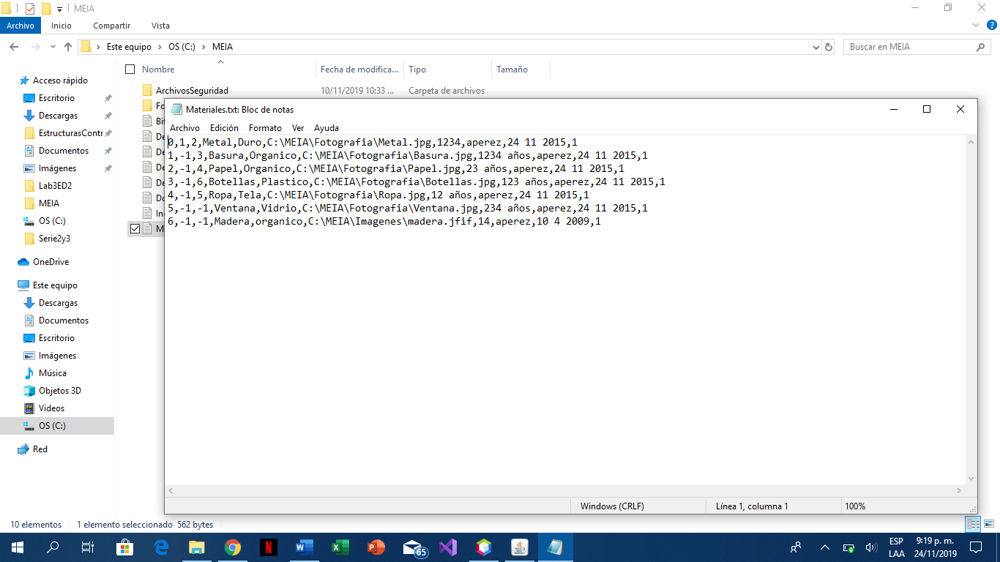 MEIA
Archivo Inicio Compartir Vista
Este equipo OS (C:) MEIA
Buscar en MEIA
Nombre Fecha de modifica... Tipo Tamaño
ArchivosSeguridad 10/11/2019 10:33 ... Carpeta de archivos
Acceso rápido
Escritorio
Descargas
EstructurasContr
Documentos
Imágenes
Lab3ED2
MEIA
OS (C:)
Serie2y3
OneDrive
Este equipo
Descargas
Documentos
Escritorio
Imágenes
Música
Objetos 3D
Videos
OS (C:)
Red
Fo
Bi
De
De
De
De
Do
In
M
Materiales.txt: Bloc de notas
Archivo Edición Formato Ver Ayuda
0,1,2,Metal,Duro,C:\MEIA\Fotografia\Metal.jpg,1234,aperez,24 11 2015,1
1,-1,3,Basura,Organico,C:\MEIA\Fotografia\Basura.jpg,1234 años,aperez,24 11 2015,1
2,-1,4,Papel,Organico,C:\MEIA\Fotografia\Papel.jpg,23 años,aperez,24 11 2015,1
3,-1,6,Botellas,Plastico,C:\MEIA\Fotografia\Botellas.jpg,123 años,aperez,24 11 2015,1
4,-1,5,Ropa,Tela,C:\MEIA\Fotografia\Ropa.jpg,12 años,aperez,24 11 2015,1
5,-1,-1,Ventana,Vidrio,C:\MEIA\Fotografia\Ventana.jpg,234 años,aperez,24 11 2015,1
6,-1,-1,Madera,organico,C:\MEIA\Imagenes\madera.jfif,14,aperez,10 4 2009,1
Windows (CRLF) Línea 1, columna 1 100%
10 elementos 1 elemento seleccionado 562 bytes
65
ESP
LAA
9:19 p. m.
24/11/2019